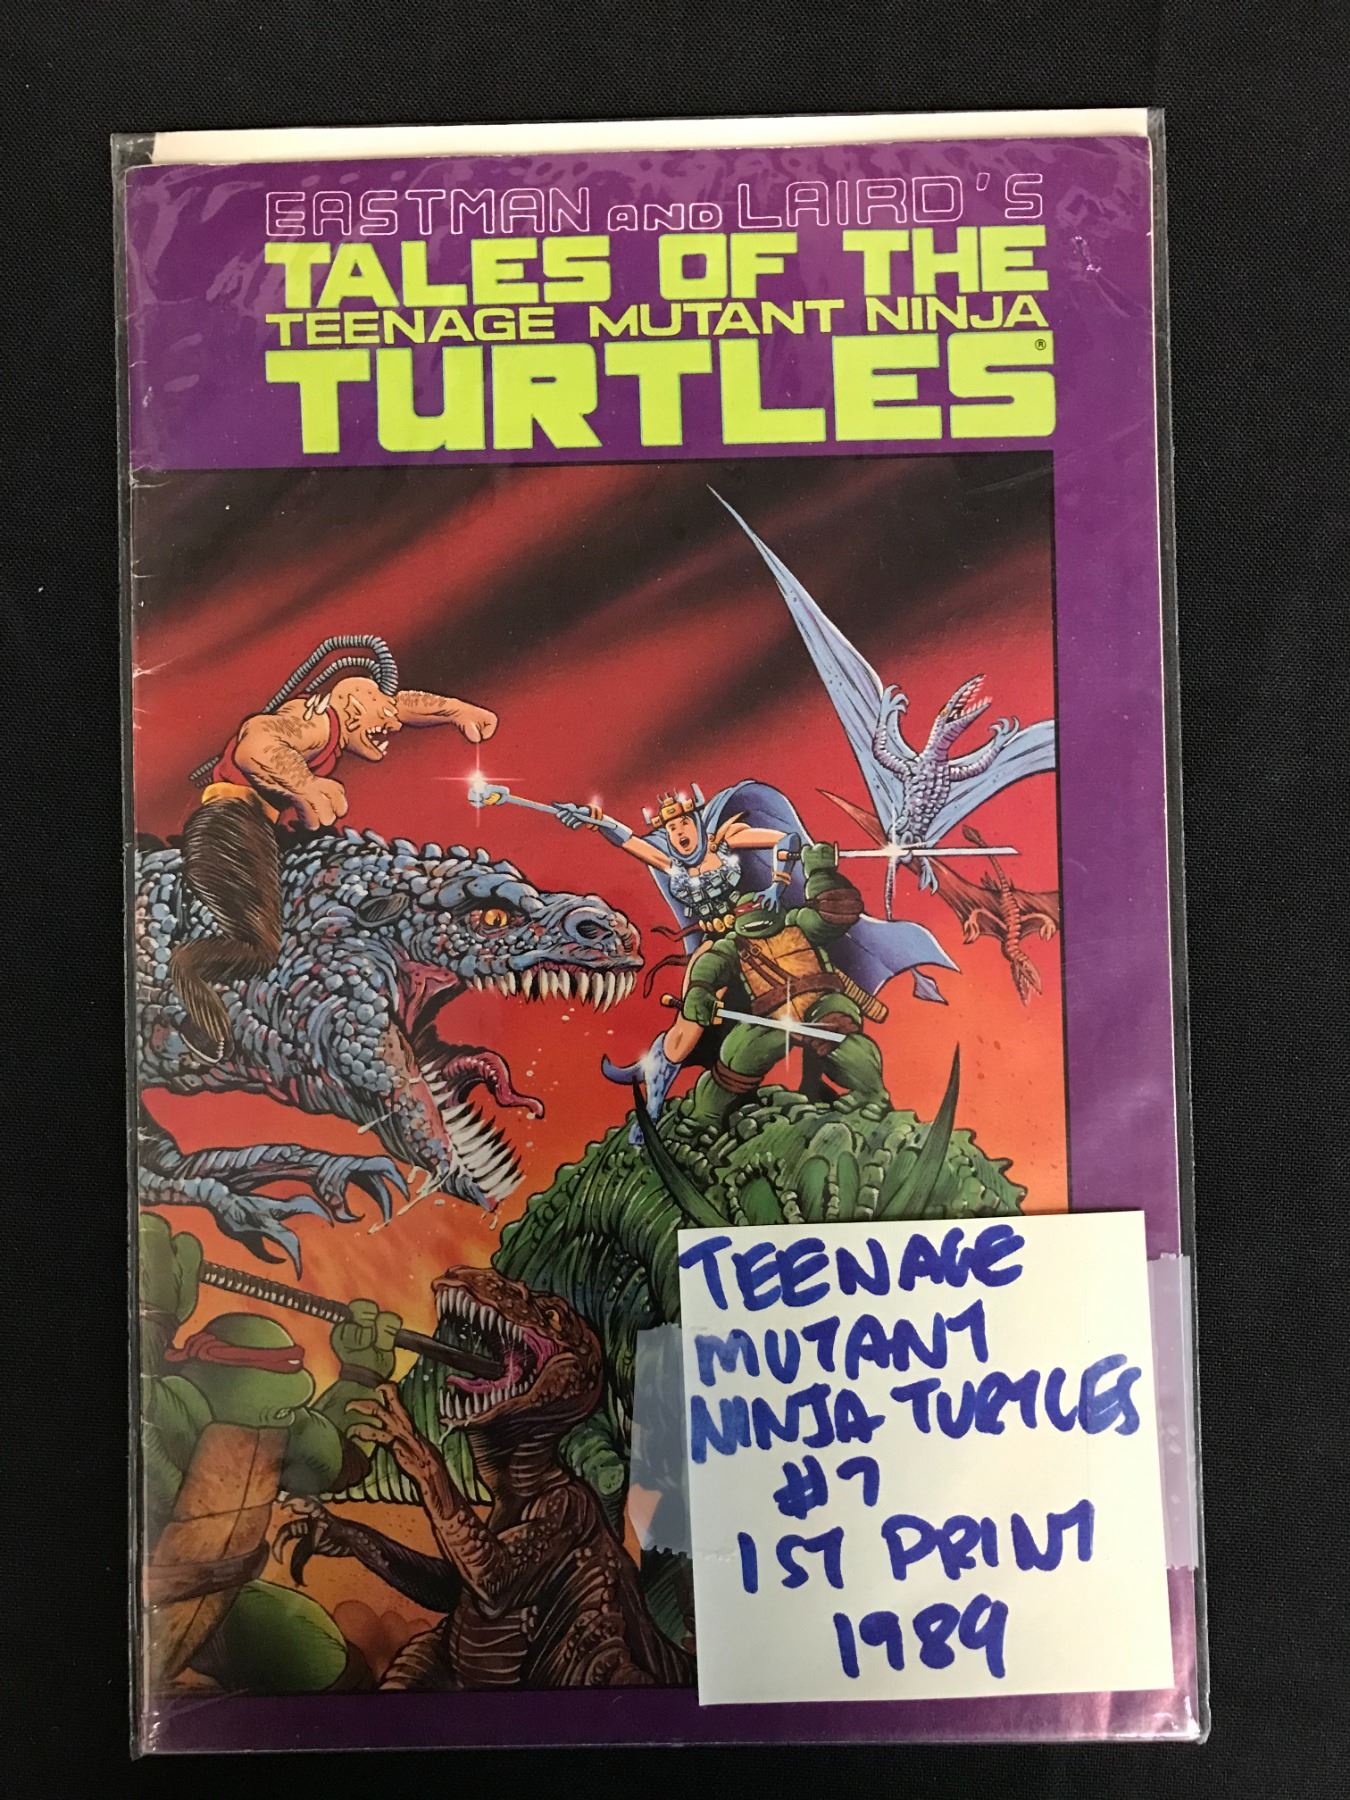 EASTMAN AND LAIRD'S
TALES OF THE
TEENAGE MUTANT NINJA
TURTLES®
TEENAGE
MUTANT
NINJA TURTLES
#7
1ST PRINT
1989